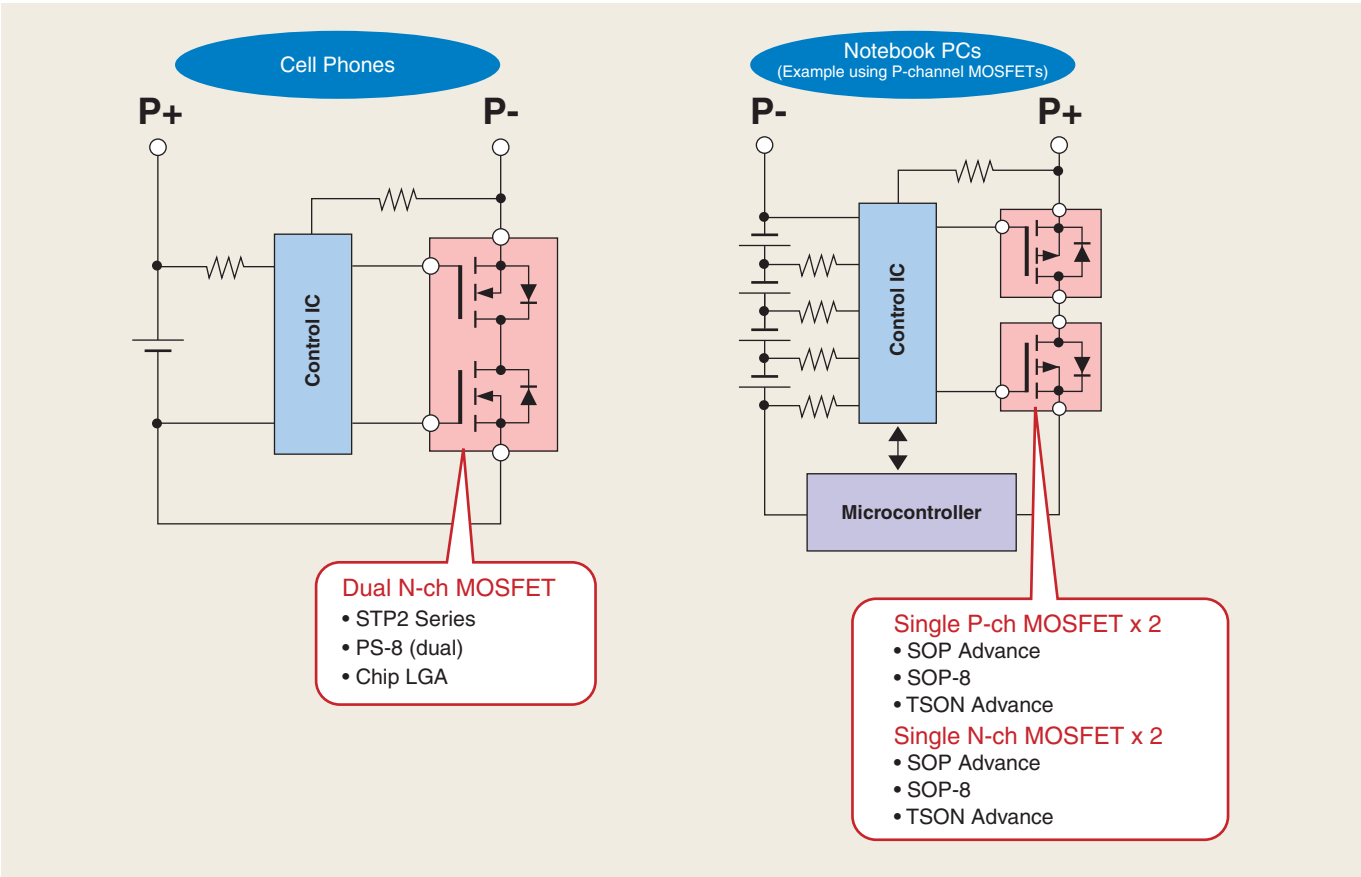 Cell Phones
P+
P-
Control IC
Dual N-ch MOSFET
• STP2 Series
• PS-8 (dual)
• Chip LGA
Notebook PCs
(Example using P-channel MOSFETs)
P-
P+
Control IC
Microcontroller
Single P-ch MOSFET x 2
• SOP Advance
• SOP-8
• TSON Advance
Single N-ch MOSFET x 2
• SOP Advance
• SOP-8
• TSON Advance